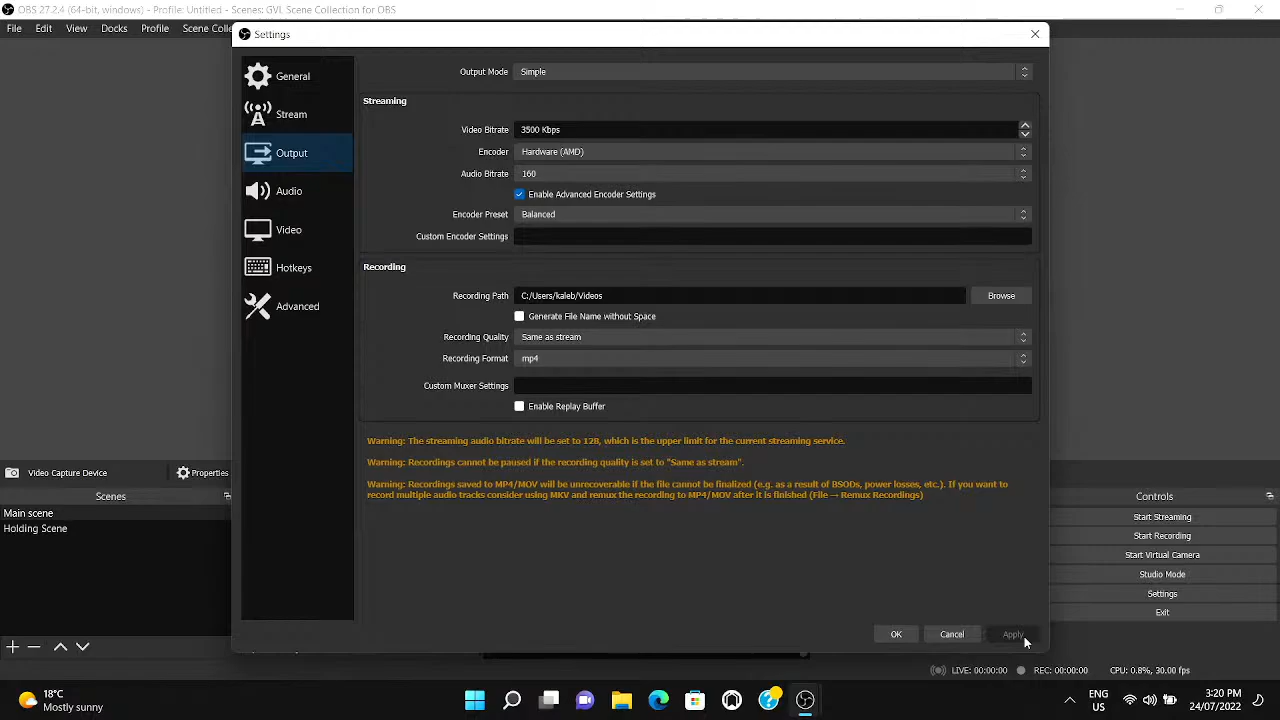 OBS 27.2.4 (64-bit, windows) - Profile: Untitled - Scenes: GVL Scene Collection for OBS
File Edit View Docks Profile Scene Coll
Settings
General
Stream
Output
Audio
Video
Hotkeys
Advanced
Output Mode Simple
Streaming
Video Bitrate 3500 Kbps
Encoder Hardware (AMD)
Audio Bitrate 160
Enable Advanced Encoder Settings
Encoder Preset Balanced
Custom Encoder Settings
Recording
Recording Path C:/Users/kaleb/Videos Browse
Generate File Name without Space
Recording Quality Same as stream
Recording Format mp4
Custom Muxer Settings
Enable Replay Buffer
Warning: The streaming audio bitrate will be set to 128, which is the upper limit for the current streaming service.
Warning: Recordings cannot be paused if the recording quality is set to "Same as stream".
Warning: Recordings saved to MP4/MOV will be unrecoverable if the file cannot be finalized (e.g. as a result of BSODs, power losses, etc.). If you want to
record multiple audio tracks consider using MKV and remux the recording to MP4/MOV after it is finished (File → Remux Recordings)
OK Cancel Apply
Video Capture Device Properties
Scenes
Main scene
Holding Scene
Controls
Start Streaming
Start Recording
Start Virtual Camera
Studio Mode
Settings
Exit
LIVE: 00:00:00 REC: 00:00:00 CPU: 0.8%, 30.00 fps
18°C
Mostly sunny
ENG
US
3:20 PM
24/07/2022